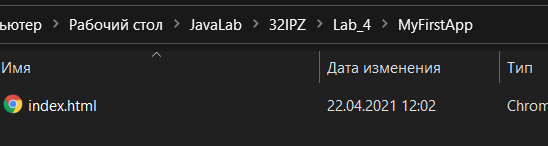 ьютер > Рабочий стол > JavaLab > 32IPZ > Lab_4 > MyFirstApp
Имя Дата изменения Тип
index.html 22.04.2021 12:02 Chrom